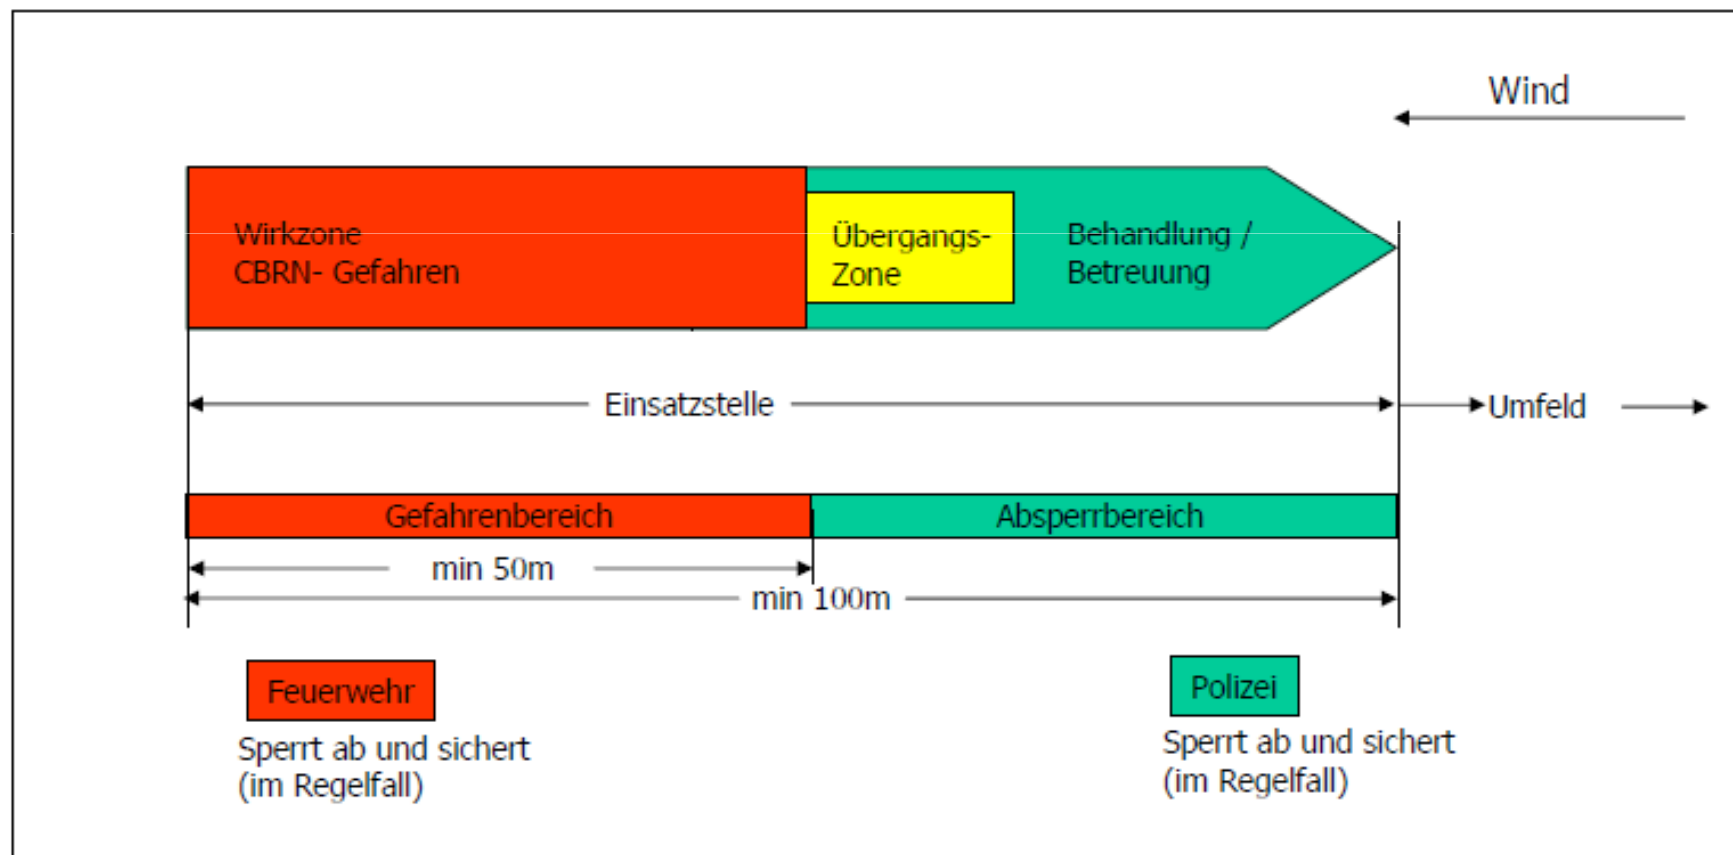 Wind
Wirkzone
CBRN- Gefahren
Übergangs-
Zone
Behandlung /
Betreuung
Einsatzstelle
Umfeld
Gefahrenbereich
Absperrbereich
min 50m
min 100m
Feuerwehr
Sperrt ab und sichert
(im Regelfall)
Polizei
Sperrt ab und sichert
(im Regelfall)